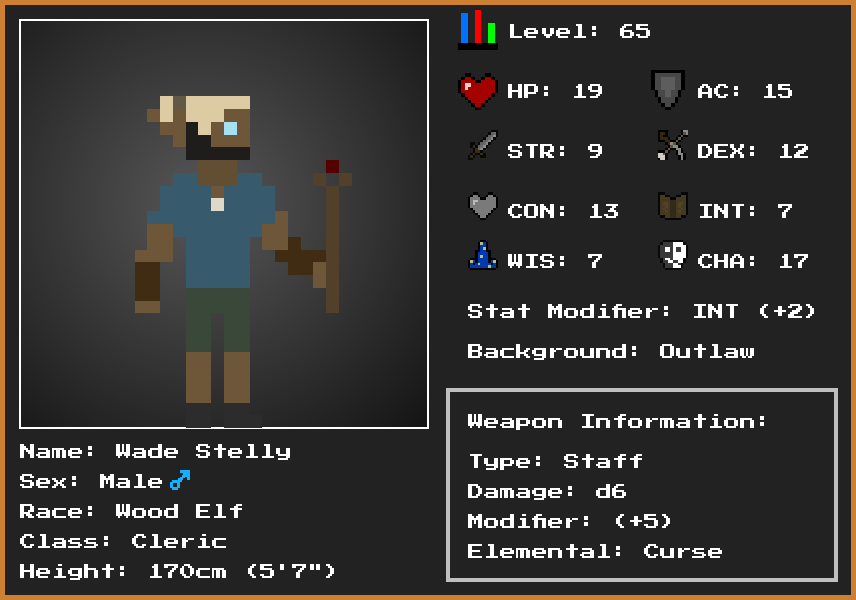 Level: 65
HP: 19
AC: 15
STR: 9
DEX: 12
CON: 13
INT: 7
WIS: 7
CHA: 17
Stat Modifier: INT (+2)
Background: Outlaw
Weapon Information:
Type: Staff
Damage: d6
Modifier: (+5)
Elemental: Curse
Name: Wade Stelly
Sex: Male♂
Race: Wood Elf
Class: Cleric
Height: 170cm (5'7")